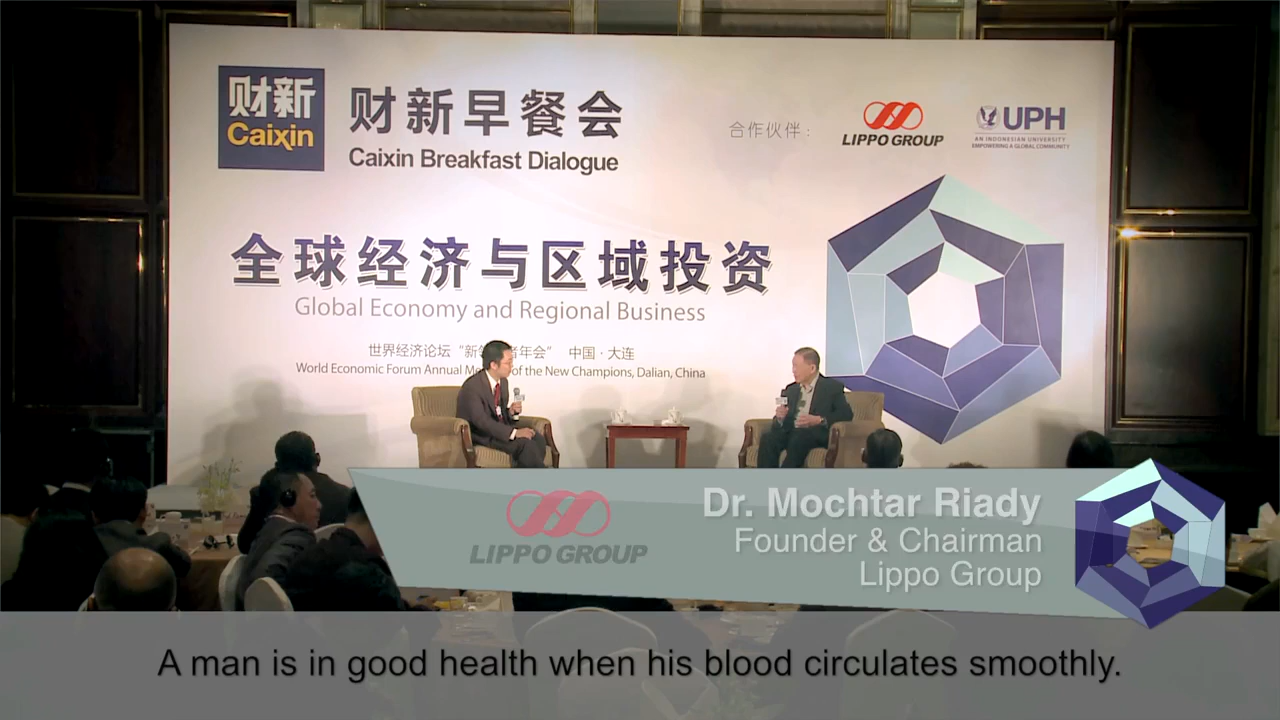 财新
Caixin
财新早餐会
Caixin Breakfast Dialogue
合作伙伴:
LIPPO GROUP
UPH
AN INDONESIAN UNIVERSITY
EMPOWERING A GLOBAL COMMUNITY
全球经济与区域投资
Global Economy and Regional Business
世界经济论坛 "新 者年会" 中国·大连
World Economic Forum Annual of the New Champions, Dalian, China
LIPPO GROUP
Dr. Mochtar Riady
Founder & Chairman
Lippo Group
A man is in good health when his blood circulates smoothly.